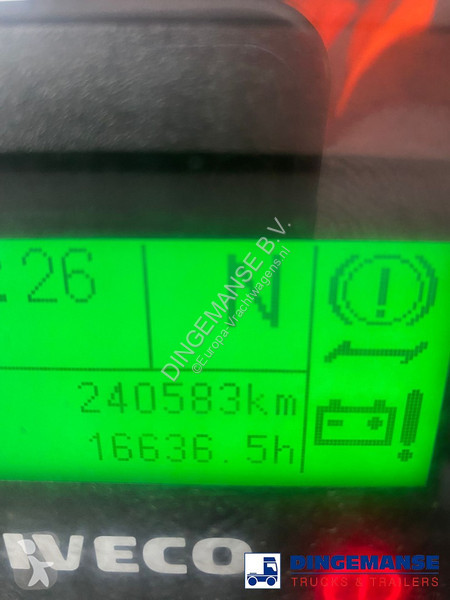 :26
N
!
240583km
16636.5h
!
IVECO
DINGEMANSE B.V.
©Europa-Vrachtwagens.nl
DINGEMANSE
TRUCKS & TRAILERS